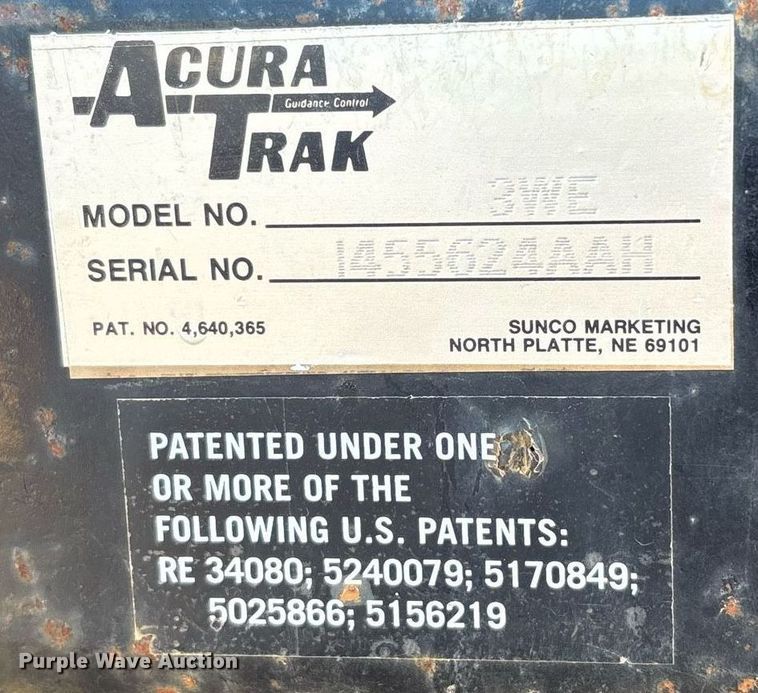 ACURA
Guidance Control
TRAK
MODEL NO. 3WE
SERIAL NO. 1455624AAH
PAT. NO. 4,640,365
SUNCO MARKETING
NORTH PLATTE, NE 69101
PATENTED UNDER ONE
OR MORE OF THE
FOLLOWING U.S. PATENTS:
RE 34080; 5240079; 5170849;
5025866; 5156219
Purple Wave Auction